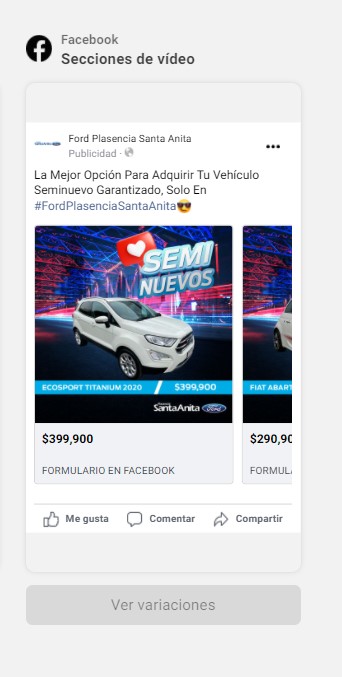 Facebook
Secciones de vídeo
Ford Plasencia Santa Anita
Publicidad ·
La Mejor Opción Para Adquirir Tu Vehículo
Seminuevo Garantizado, Solo En
#FordPlasenciaSantaAnita😎
SEMI
NUEVOS
ECOSPORT TITANIUM 2020 / $399,900
SantaAnita Ford
$399,900
FORMULARIO EN FACEBOOK
FIAT ABART
$290,90
FORMUL
Me gusta
Comentar
Compartir
Ver variaciones